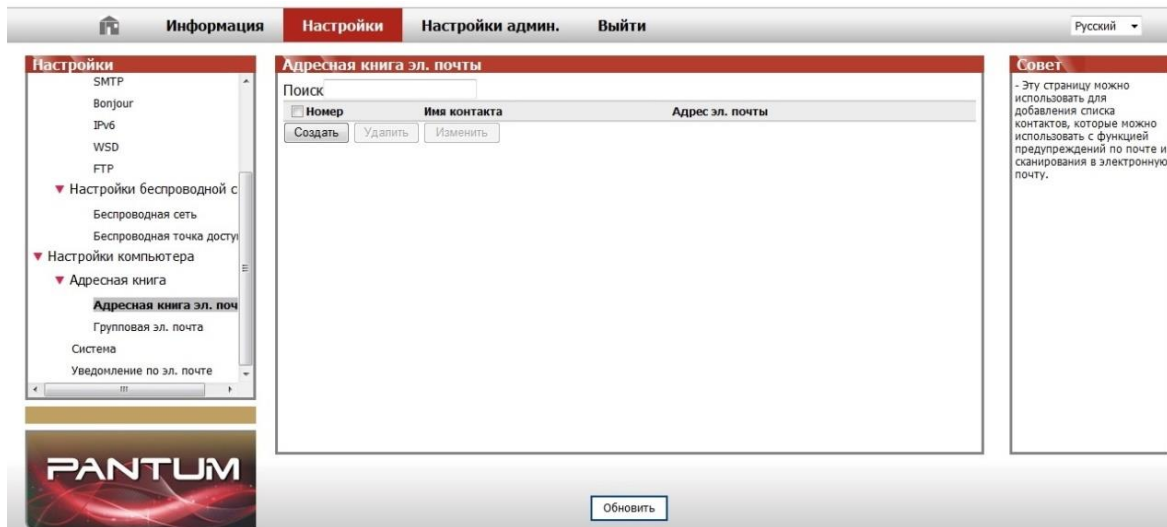 Информация Настройки Настройки админ. Выйти Русский
Настройки
SMTP
Bonjour
IPv6
WSD
FTP
Настройки беспроводной с
Беспроводная сеть
Беспроводная точка досту
Настройки компьютера
Адресная книга
Адресная книга эл. поч
Групповая эл. почта
Система
Уведомление по эл. почте
PANTUM
Адресная книга эл. почты
Поиск
Номер Имя контакта Адрес эл. почты
Создать Удалить Изменить
Обновить
Совет
- Эту страницу можно
использовать для
добавления списка
контактов, которые можно
использовать с функцией
предупреждений по почте и
сканирования в электронную
почту.